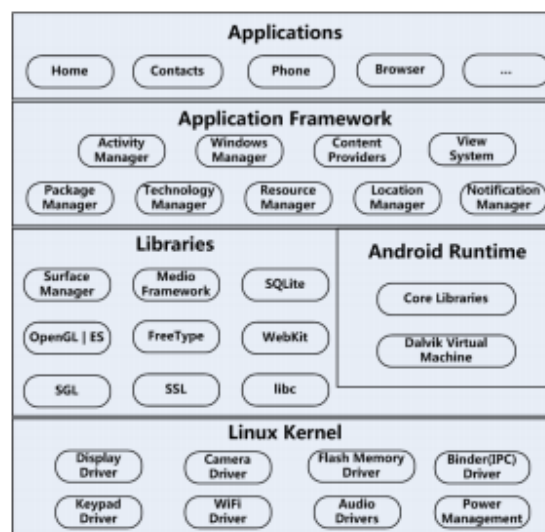 Applications
Home Contacts Phone Browser ...
Application Framework
Activity Manager Windows Manager Content Providers View System
Package Manager Technology Manager Resource Manager Location Manager Notification Manager
Libraries
Surface Manager Medio Framework SQLite
OpenGL | ES FreeType WebKit
SGL SSL libc
Android Runtime
Core Libraries
Dalvik Virtual Machine
Linux Kernel
Display Driver Camera Driver Flash Memory Driver Binder(IPC) Driver
Keypad Driver WiFi Driver Audio Drivers Power Management